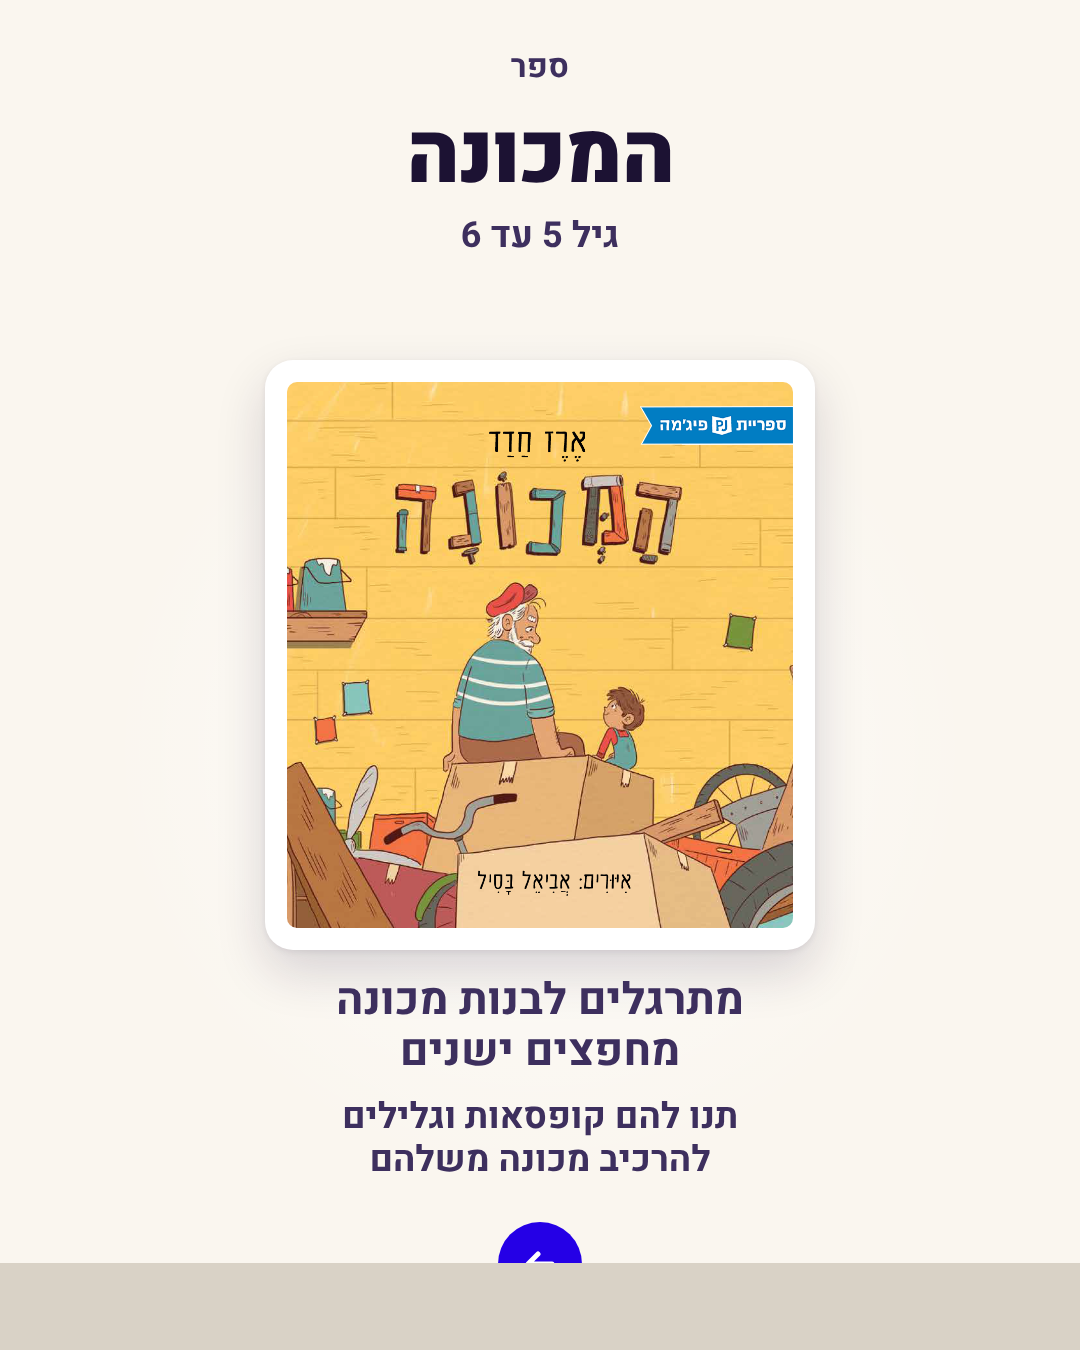 ספר
המכונה
גיל 5 עד 6
ספריית PJ פיג'מה
אֶרֶז חַדַד
הַמְּכוֹנָה
אִיּוּרִים: אֲבִיאֵל בָּסִיל
מתרגלים לבנות מכונה
מחפצים ישנים
תנו להם קופסאות וגלילים
להרכיב מכונה משלהם